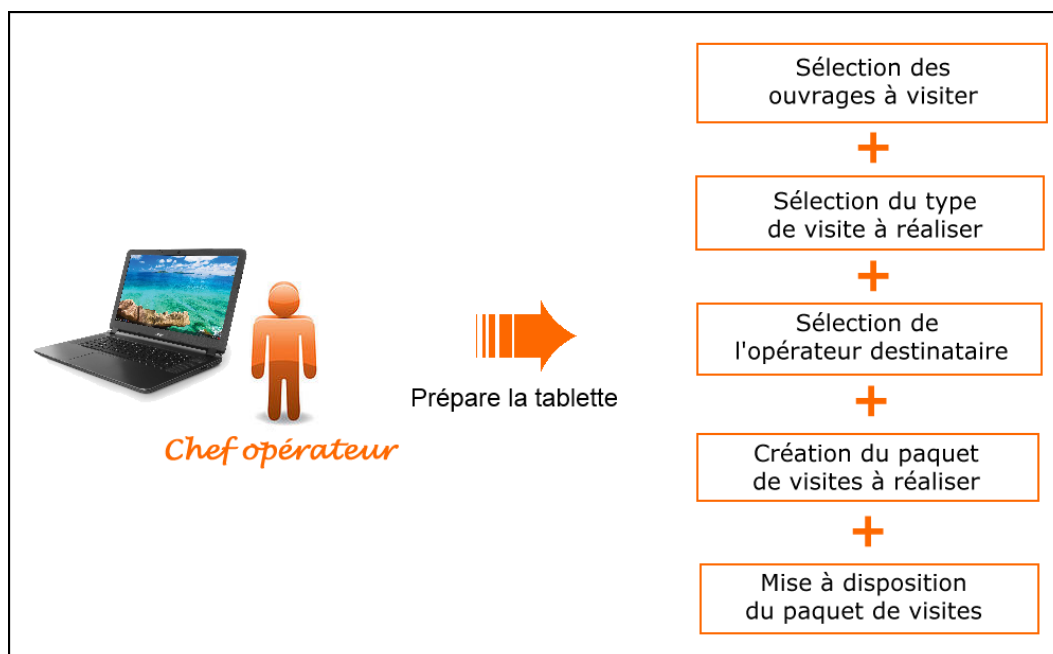 Sélection des
ouvrages à visiter
+
Sélection du type
de visite à réaliser
+
Sélection de
l'opérateur destinataire
+
Création du paquet
de visites à réaliser
+
Mise à disposition
du paquet de visites
Prépare la tablette
Chef opérateur